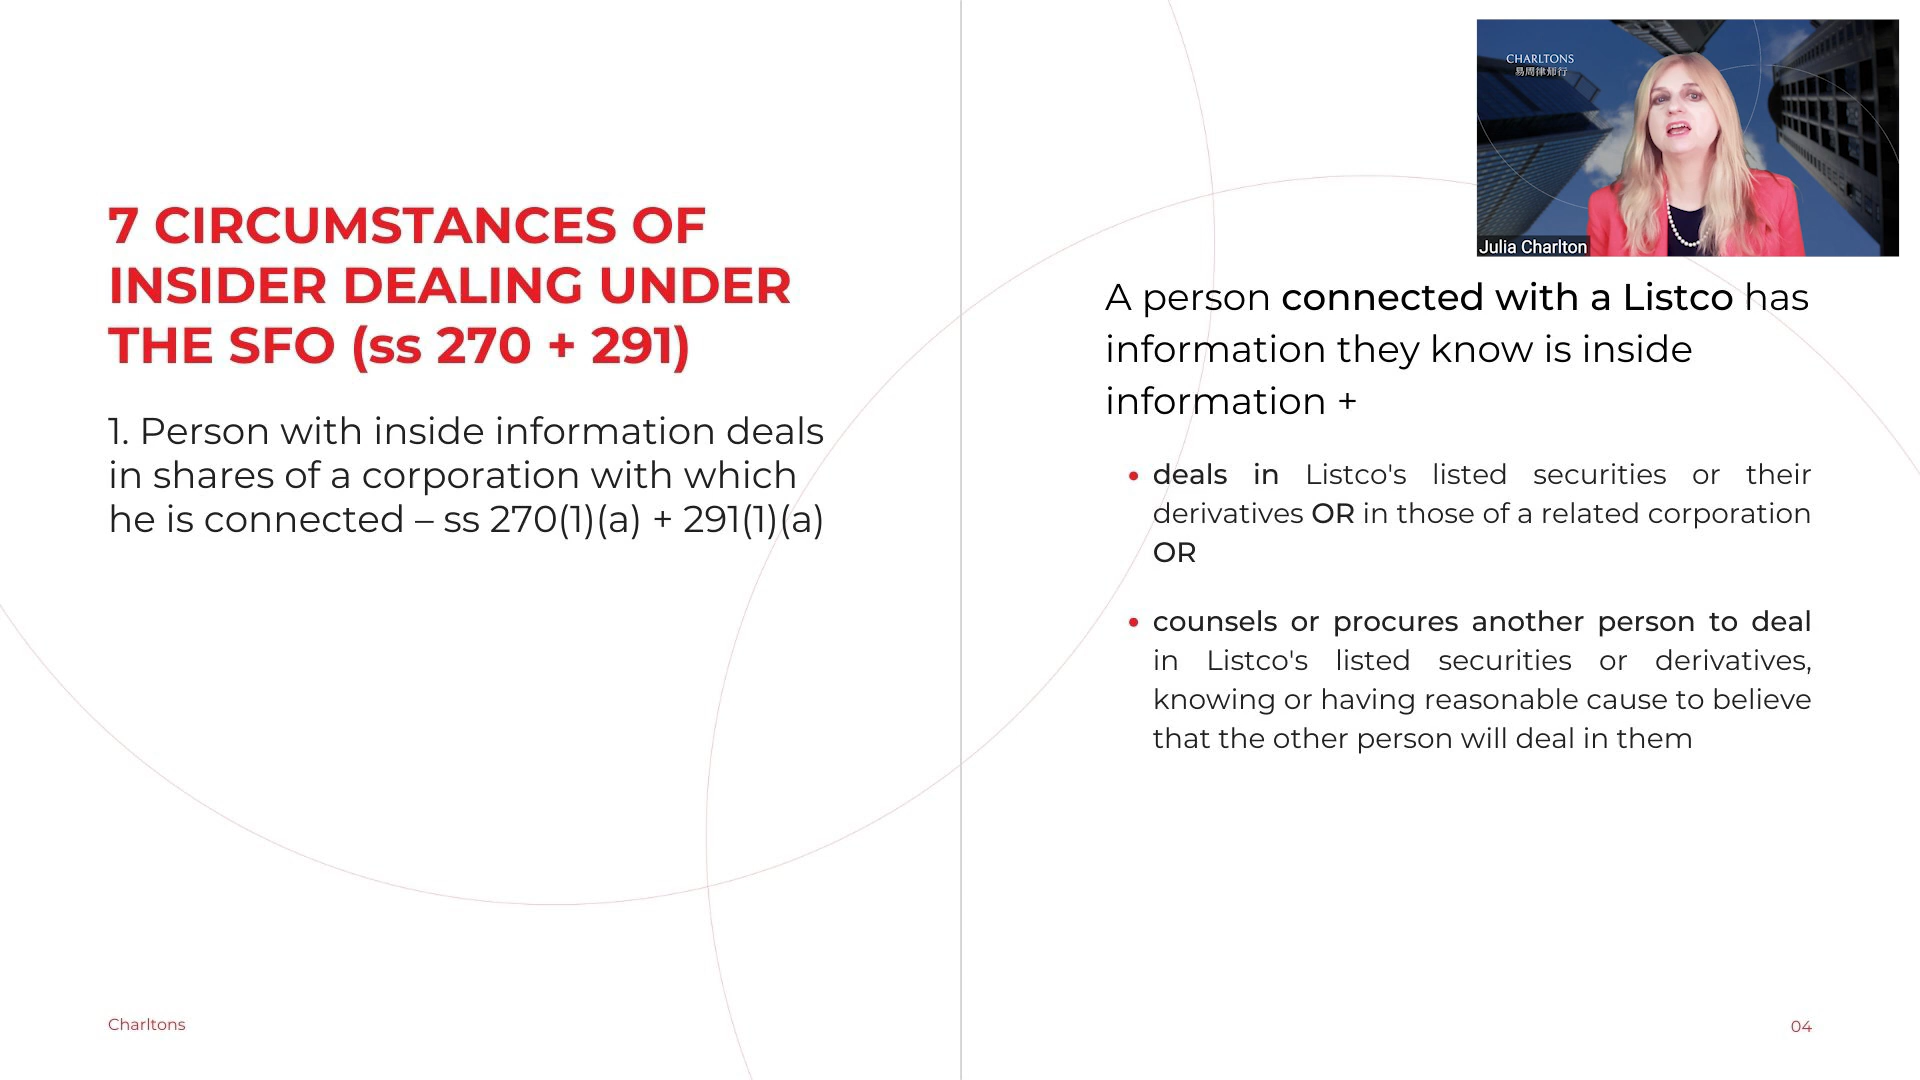 7 CIRCUMSTANCES OF
INSIDER DEALING UNDER
THE SFO (ss 270 + 291)
1. Person with inside information deals
in shares of a corporation with which
he is connected – ss 270(1)(a) + 291(1)(a)
CHARLTONS
易周律师行
Julia Charlton
A person connected with a Listco has
information they know is inside
information +
• deals in Listco's listed securities or their
derivatives OR in those of a related corporation
OR
• counsels or procures another person to deal
in Listco's listed securities or derivatives,
knowing or having reasonable cause to believe
that the other person will deal in them
Charltons
04